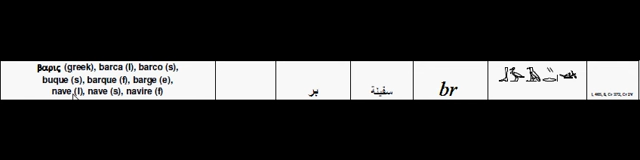 βαρις (greek), barca (I), barco (s),
buque (s), barque (f), barge (e),
nave (I), nave (s), navire (f)
بر
سفينة
br